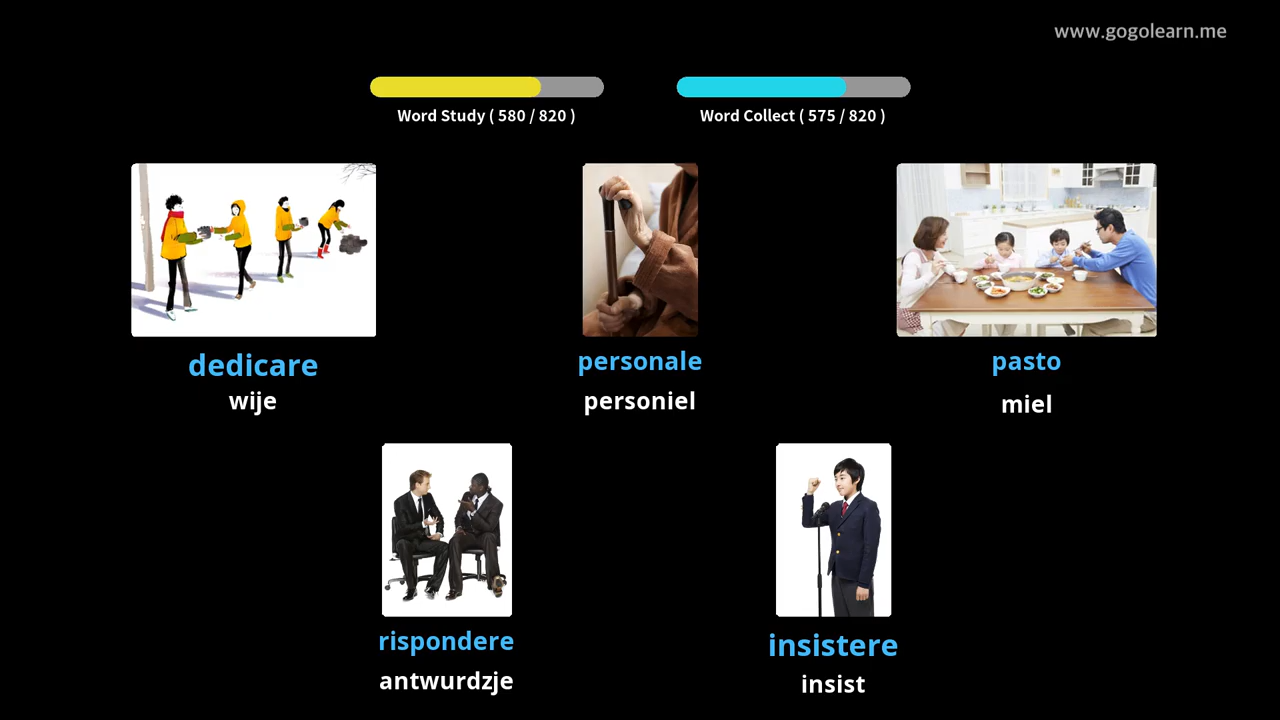 www.gogolearn.me
Word Study ( 580 / 820 )
Word Collect ( 575 / 820 )
dedicare
wije
personale
personiel
pasto
miel
rispondere
antwurdzje
insistere
insist